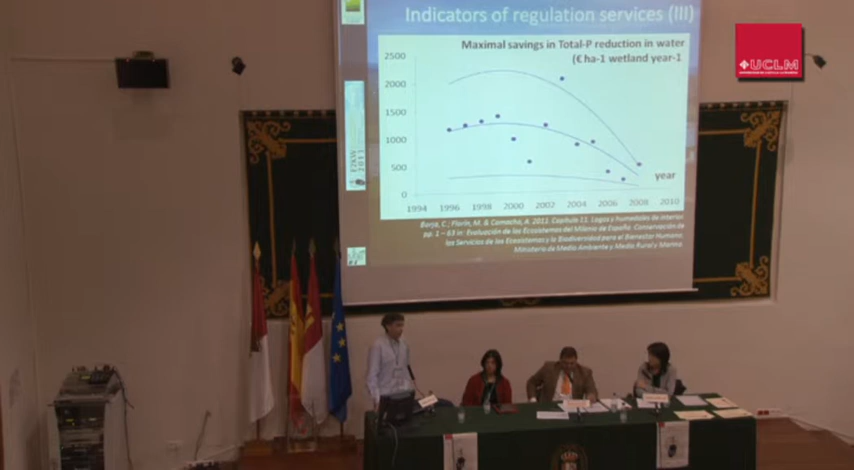 Indicators of regulation services (III)
UCLM
Maximal savings in Total-P reduction in water
(€ ha-1 wetland year-1
2500
2000
1500
1000
500
0
year
1994 1996 1998 2000 2002 2004 2006 2008 2010
2011
Borja, C.; Florín, M. & Camacho, A. 2011. Capítulo 11. Lagos y humedales de interior.
pp. 1 – 63 in: Evaluación de los Ecosistemas del Milenio de España. Conservación de
los Servicios de los Ecosistemas y la Biodiversidad para el Bienestar Humano.
Ministerio de Medio Ambiente y Medio Rural y Marino.